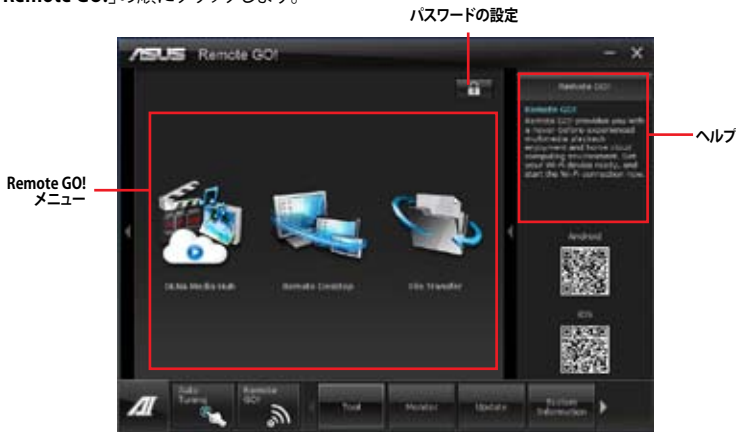 Remote GO!」の順にクリックします。
パスワードの設定
ASUS Remote GO!
Remote GO!
Remote GO!
Remote GO! provides you with
a never-before-experienced
multimedia playback
enjoyment and home cloud
computing environment. Get
your Wi-Fi device ready, and
start the Wi-Fi connection now.
ヘルプ
Remote GO!
メニュー
DLNA Media Hub
Remote Desktop
File Transfer
Android
iOS
Auto
Tuning
Remote
GO!
Tool
Monitor
Update
System
Information